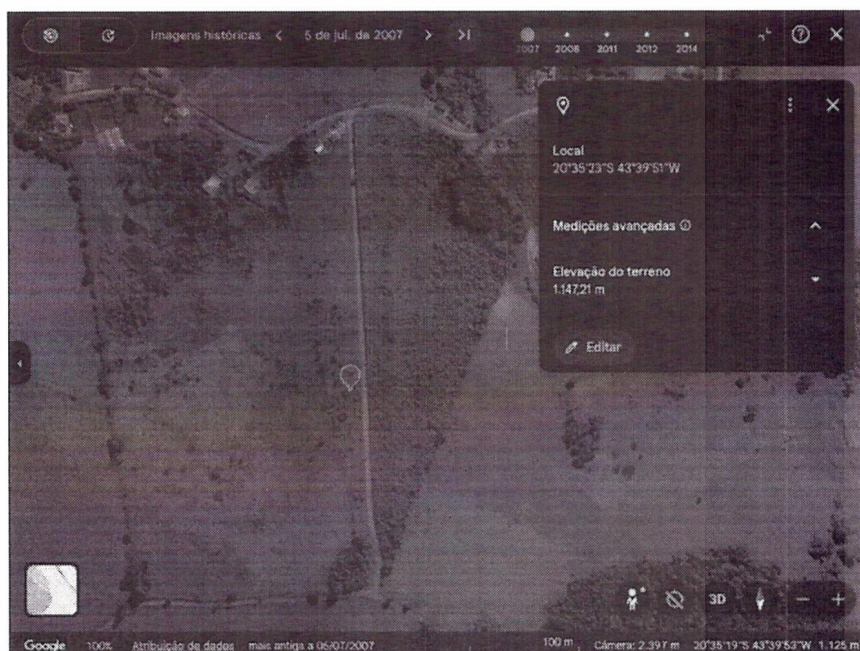 Imagens históricas < 5 de jul. de 2007 > >|
2007 2008 2011 2012 2014
Local
20°35'23"S 43°39'51"W
Medições avançadas
Elevação do terreno
1.147,21 m
Editar
3D
Google 100% Atribuição de dados mais antiga a 06/07/2007 100 m Câmera: 2.397 m 20°35'19"S 43°39'53"W 1.125 m